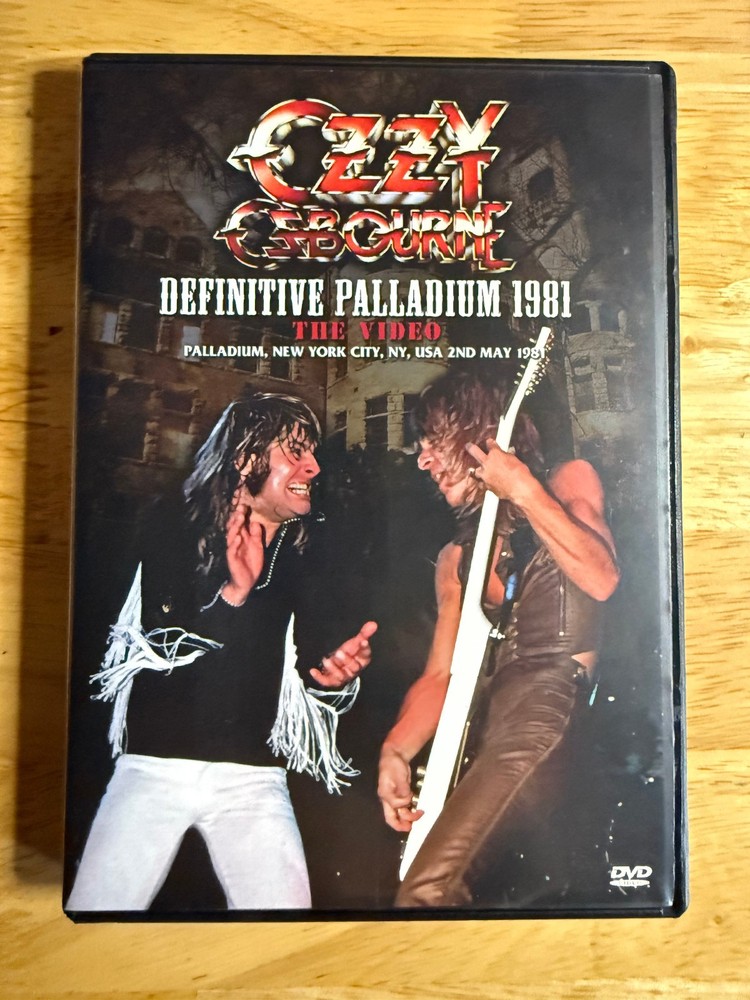 OZZY
OSBOURNE
DEFINITIVE PALLADIUM 1981
THE VIDEO
PALLADIUM, NEW YORK CITY, NY, USA 2ND MAY 1981
DVD